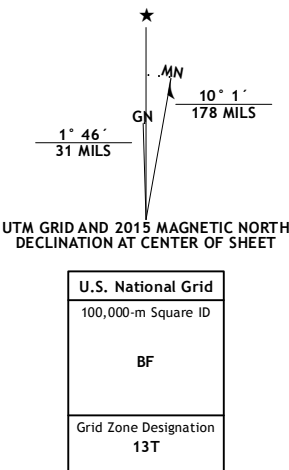 ★
MN
GN
10° 1´
178 MILS
1° 46´
31 MILS
UTM GRID AND 2015 MAGNETIC NORTH
DECLINATION AT CENTER OF SHEET
U.S. National Grid
100,000-m Square ID
BF
Grid Zone Designation
13T